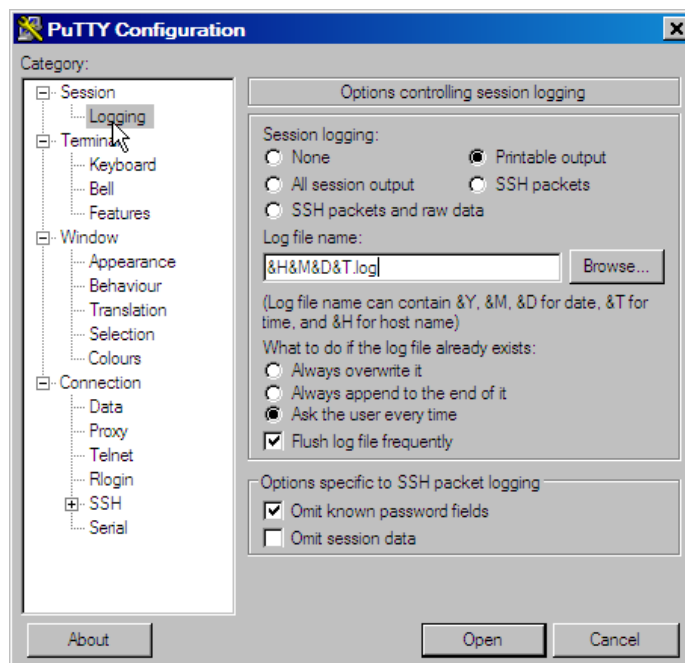 PuTTY Configuration
Category:
Session
Logging
Terminal
Keyboard
Bell
Features
Window
Appearance
Behaviour
Translation
Selection
Colours
Connection
Data
Proxy
Telnet
Rlogin
SSH
Serial
Options controlling session logging
Session logging:
None
Printable output
All session output
SSH packets
SSH packets and raw data
Log file name:
&H&M&D&T.log
Browse...
(Log file name can contain &Y, &M, &D for date, &T for
time, and &H for host name)
What to do if the log file already exists:
Always overwrite it
Always append to the end of it
Ask the user every time
Flush log file frequently
Options specific to SSH packet logging
Omit known password fields
Omit session data
About
Open
Cancel